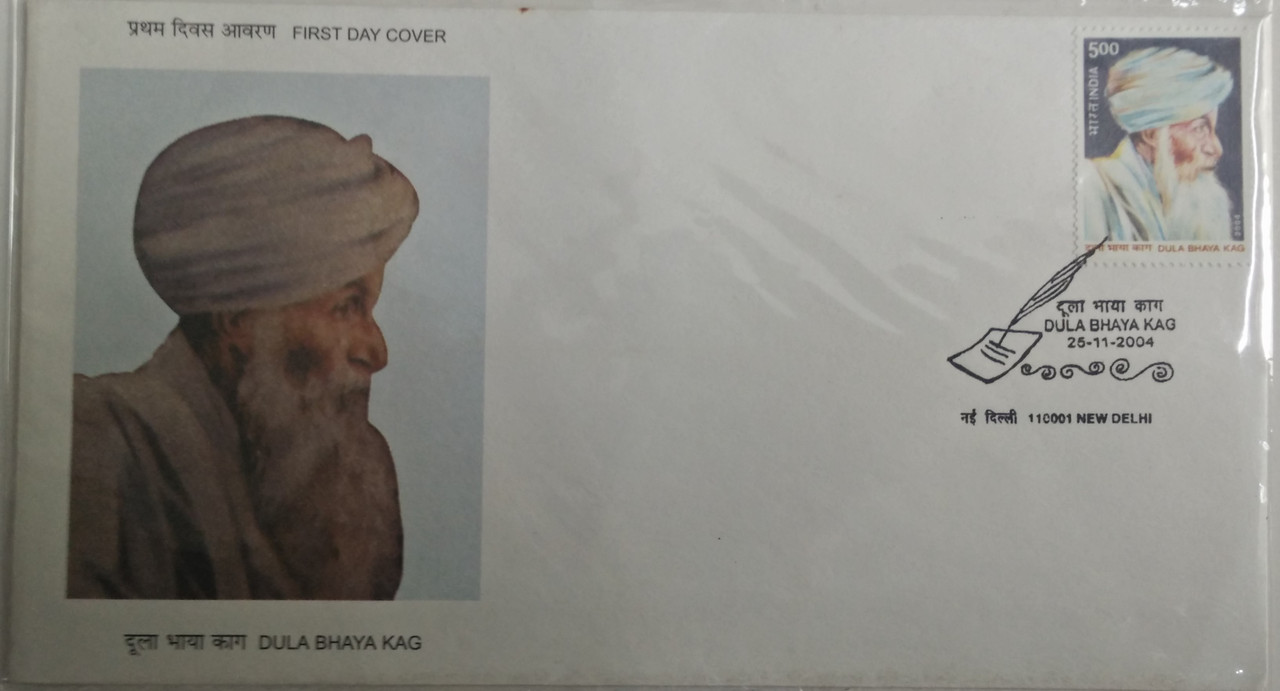 प्रथम दिवस आवरण FIRST DAY COVER
500
भारत INDIA
2004
दूला भाया काग DULA BHAYA KAG
दूला भाया काग
DULA BHAYA KAG
25-11-2004
नई दिल्ली 110001 NEW DELHI
दूला भाया काग DULA BHAYA KAG